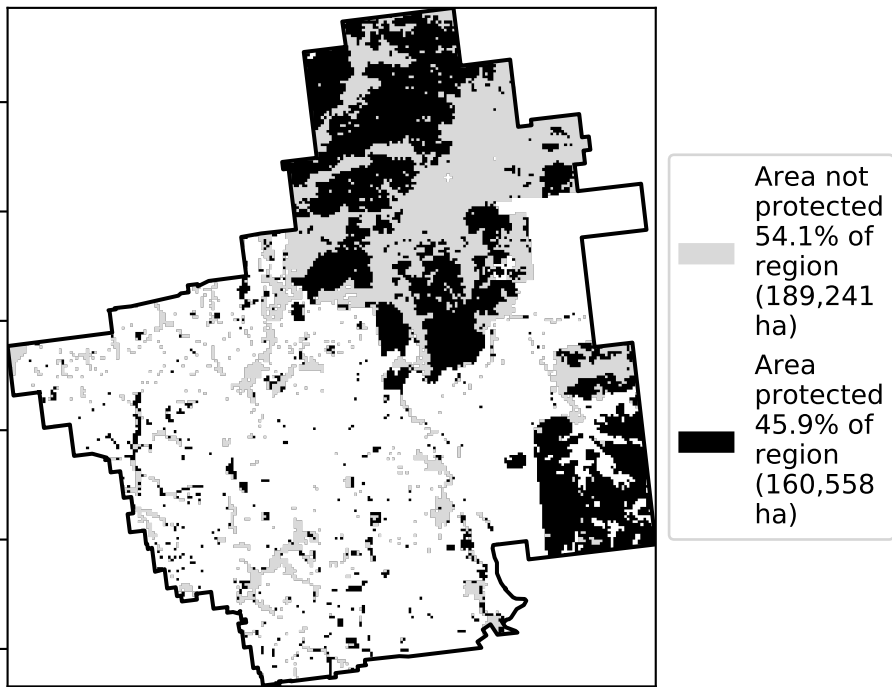 Area not
protected
54.1% of
region
(189,241
ha)
Area
protected
45.9% of
region
(160,558
ha)